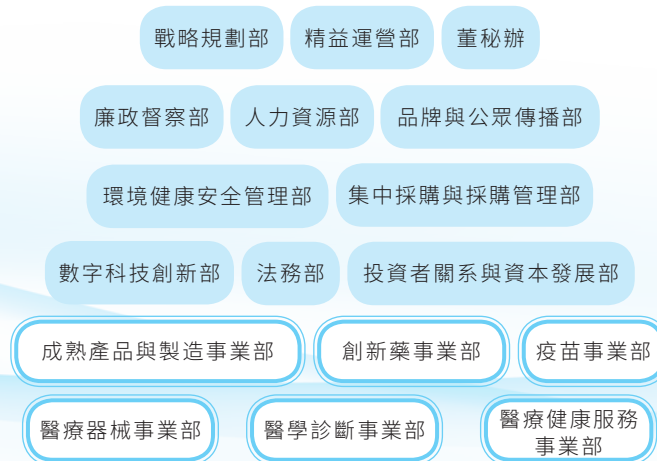 戰略規劃部 精益運營部 董秘辦
廉政督察部 人力資源部 品牌與公眾傳播部
環境健康安全管理部 集中採購與採購管理部
數字科技創新部 法務部 投資者關系與資本發展部
成熟產品與製造事業部 創新藥事業部 疫苗事業部
醫療器械事業部 醫學診斷事業部 醫療健康服務
事業部